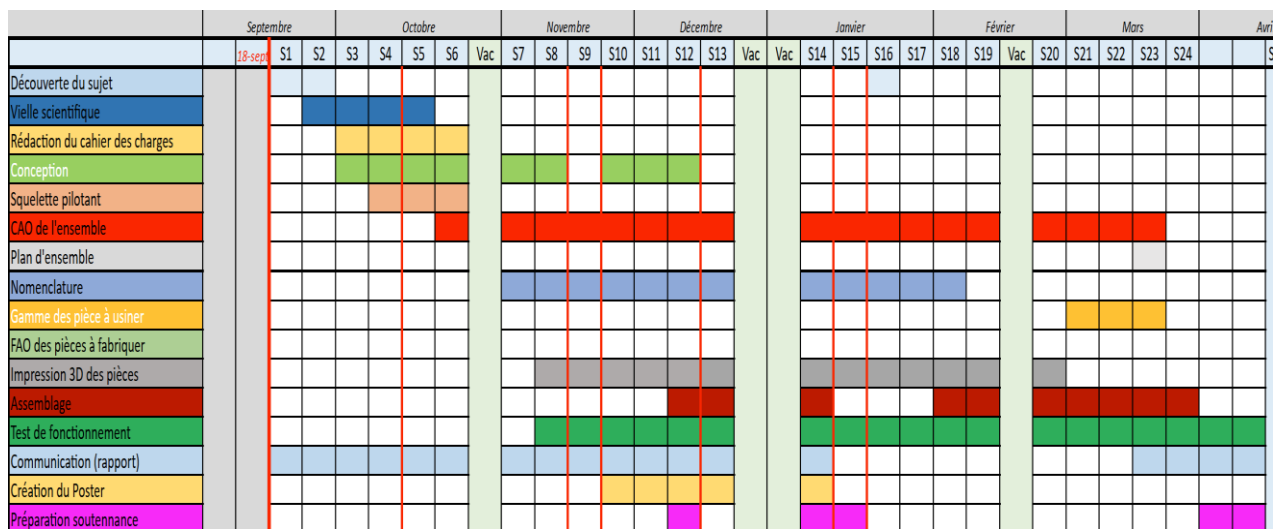 Septembre Octobre Novembre Décembre Janvier Février Mars Avri
18-sept S1 S2 S3 S4 S5 S6 Vac S7 S8 S9 S10 S11 S12 S13 Vac Vac S14 S15 S16 S17 S18 S19 Vac S20 S21 S22 S23 S24 S
Découverte du sujet
Vielle scientifique
Rédaction du cahier des charges
Conception
Squelette pilotant
CAO de l'ensemble
Plan d'ensemble
Nomenclature
Gamme des pièce à usiner
FAO des pièces à fabriquer
Impression 3D des pièces
Assemblage
Test de fonctionnement
Communication (rapport)
Création du Poster
Préparation soutennance